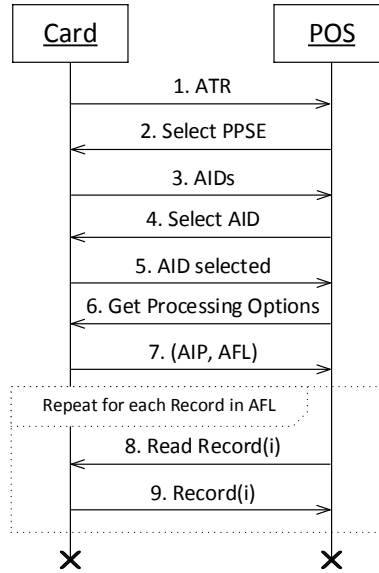 Card
POS
1. ATR
2. Select PPSE
3. AIDs
4. Select AID
5. AID selected
6. Get Processing Options
7. (AIP, AFL)
Repeat for each Record in AFL
8. Read Record(i)
9. Record(i)